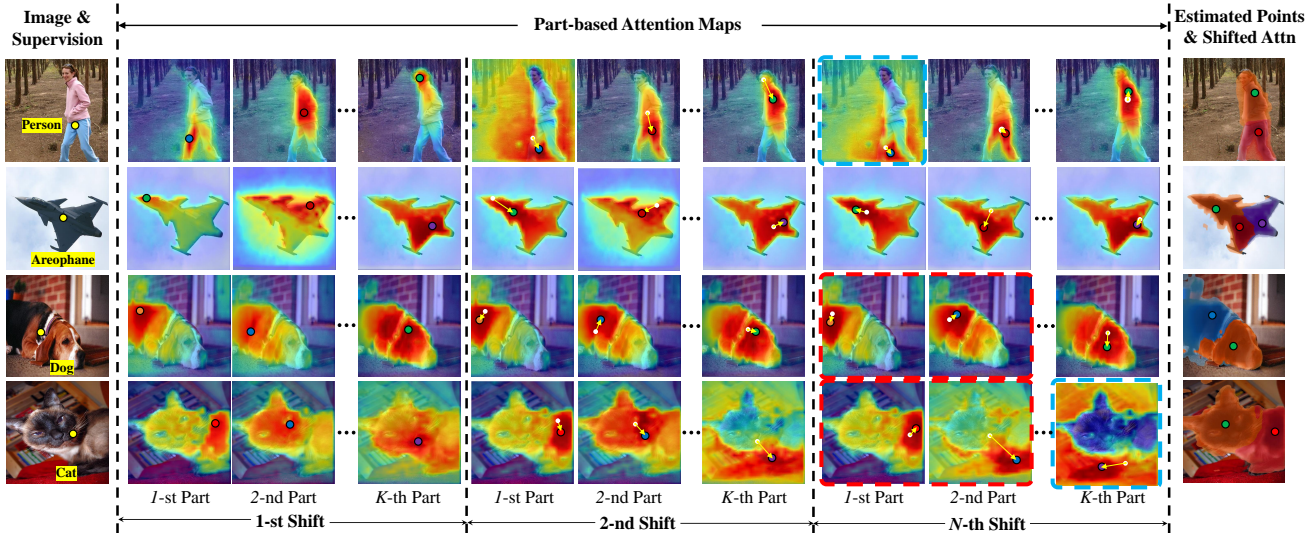 Image &
Supervision
Part-based Attention Maps
Estimated Points
& Shifted Attn
Person
...
...
...
Areophane
...
...
...
Dog
...
...
...
Cat
...
...
...
1-st Part 2-nd Part K-th Part 1-st Part 2-nd Part K-th Part 1-st Part 2-nd Part K-th Part
1-st Shift 2-nd Shift N-th Shift